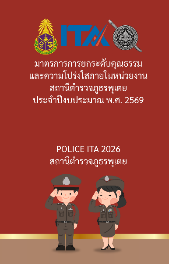 ITA
มาตรการการยกระดับคุณธรรม
และความโปร่งใสภายในหน่วยงาน
สถานีตำรวจภูธรพุเตย
ประจำปีงบประมาณ พ.ศ. 2569
POLICE ITA 2026
สถานีตำรวจภูธรพุเตย